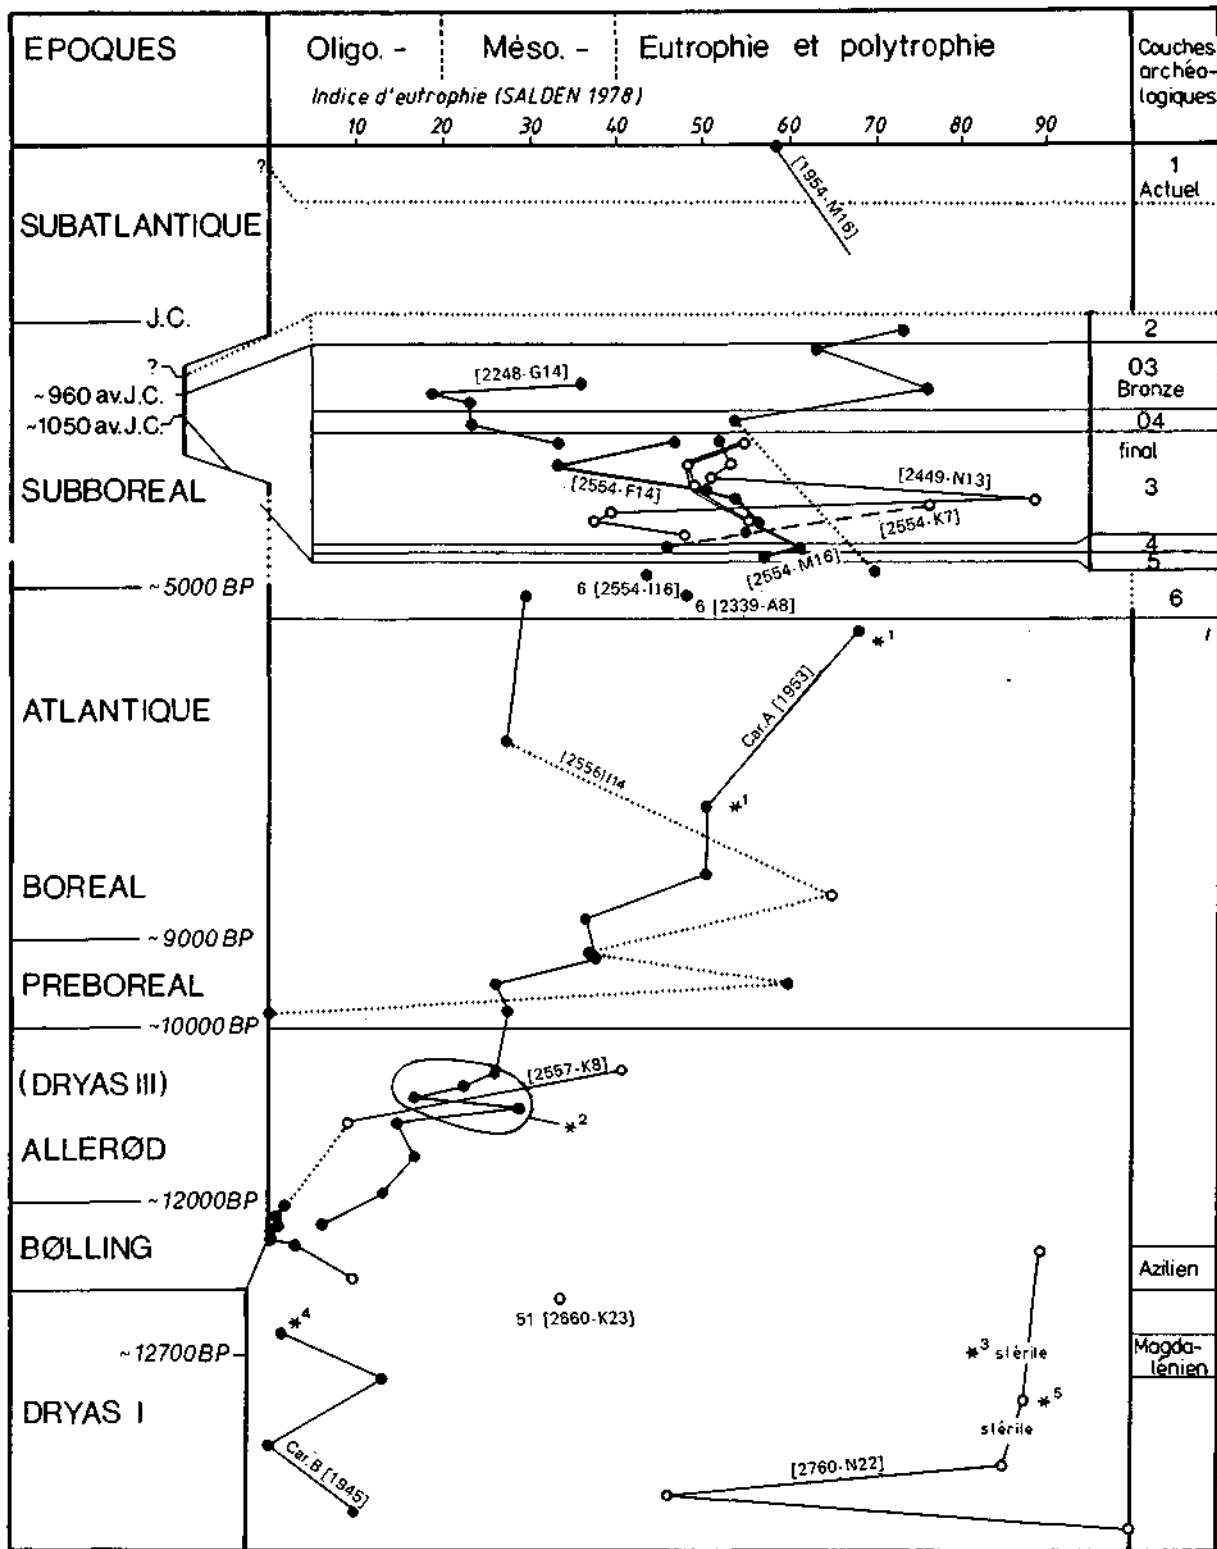 EPOQUES
Oligo. - Méso. - Eutrophie et polytrophie
Couches
archéo-
logiques
Indice d'eutrophie (SALDEN 1978)
10 20 30 40 50 60 70 80 90
?
[1954-M16]
1
Actuel
SUBATLANTIQUE
J.C.
2
?
[2248-G14]
03
Bronze
~960 av.J.C.
~1050 av.J.C.
04
final
SUBBOREAL
[2554-F14]
[2449-N13]
3
[2554-K7]
4
[2554-M16]
5
~5000 BP
6 [2554-I16]
6 [2339-A8]
6
*1
ATLANTIQUE
Car.A [1953]
[2556]I14
*1
BOREAL
~9000 BP
PREBOREAL
~10000 BP
(DRYAS III)
[2557-K8]
*2
ALLERØD
~12000BP
BØLLING
Azilien
51 [2660-K23]
*4
~12700BP
*3 stérile
Magda-
lénien
*5
DRYAS I
stérile
Car.B [1945]
[2760-N22]